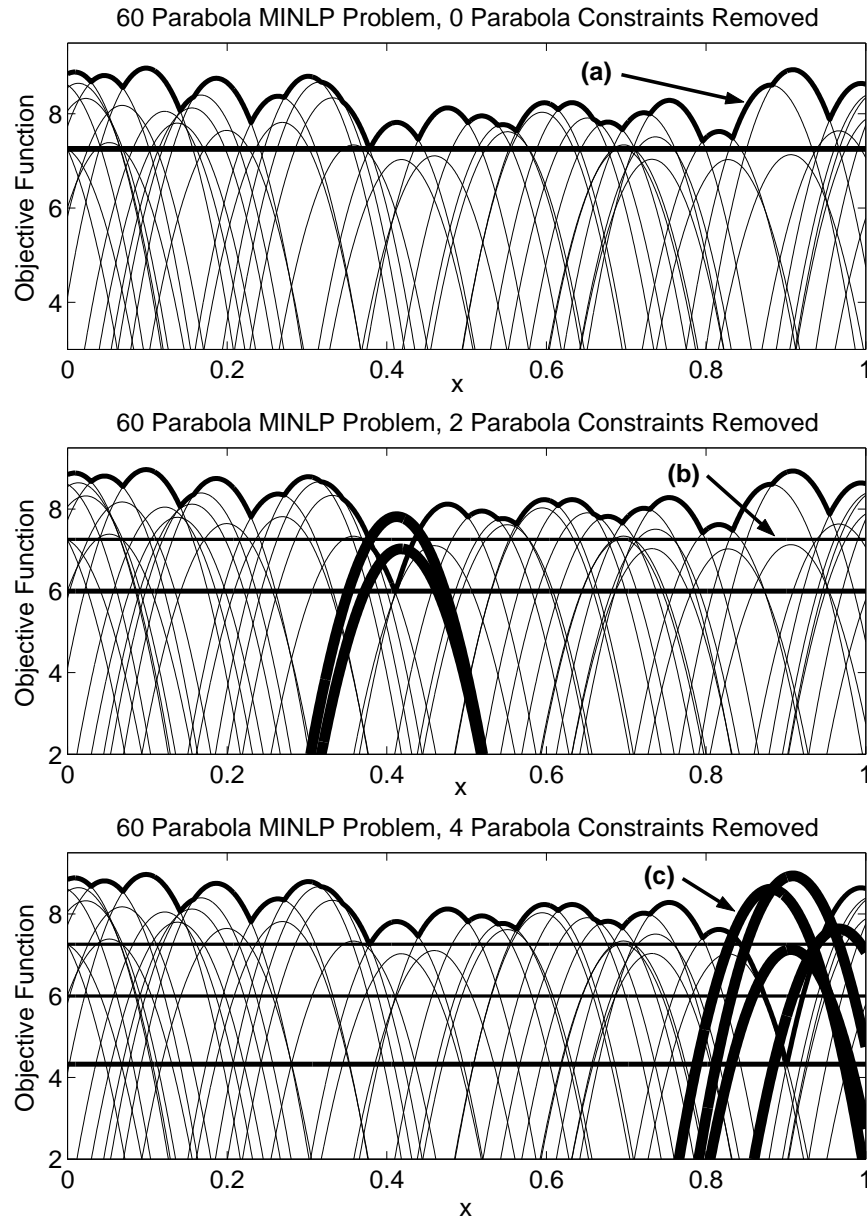 60 Parabola MINLP Problem, 0 Parabola Constraints Removed
(a)
8
6
4
Objective Function
0 0.2 0.4 0.6 0.8 1
x
60 Parabola MINLP Problem, 2 Parabola Constraints Removed
(b)
8
6
4
2
Objective Function
0 0.2 0.4 0.6 0.8 1
x
60 Parabola MINLP Problem, 4 Parabola Constraints Removed
(c)
8
6
4
2
Objective Function
0 0.2 0.4 0.6 0.8 1
x